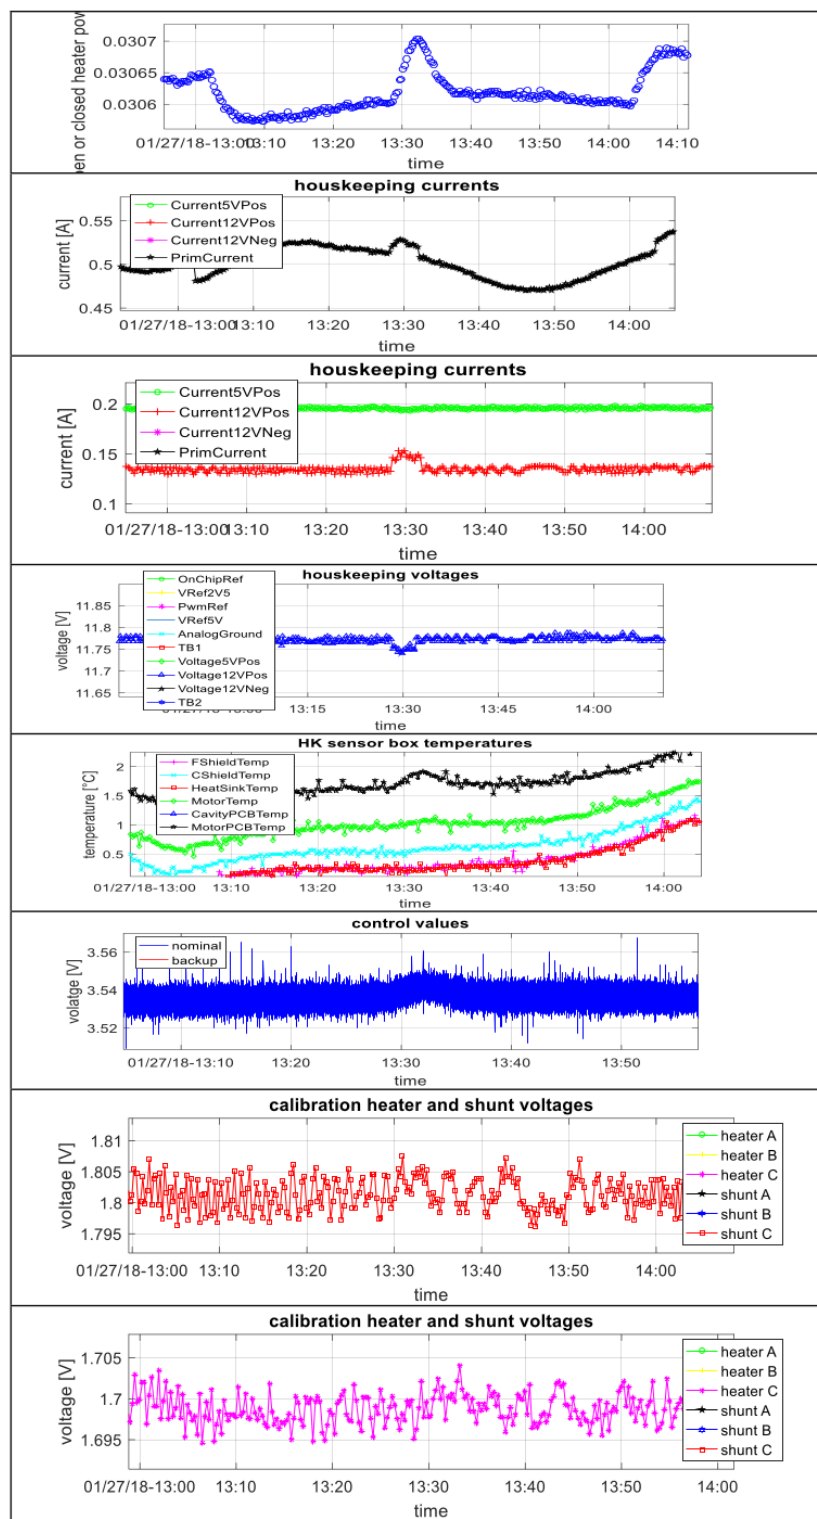 pen or closed heater pow
0.0307
0.03065
0.0306
01/27/18-13:00 13:10 13:20 13:30 13:40 13:50 14:00 14:10
time
houskeeping currents
current [A]
0.55
0.5
0.45
Current5VPos
Current12VPos
Current12VNeg
PrimCurrent
01/27/18-13:00 13:10 13:20 13:30 13:40 13:50 14:00
time
houskeeping currents
current [A]
0.2
0.15
0.1
Current5VPos
Current12VPos
Current12VNeg
PrimCurrent
01/27/18-13:00 13:10 13:20 13:30 13:40 13:50 14:00
time
houskeeping voltages
voltage [V]
11.85
11.8
11.75
11.7
11.65
OnChipRef
VRef2V5
PwmRef
VRef5V
AnalogGround
TB1
Voltage5VPos
Voltage12VPos
Voltage12VNeg
TB2
13:15 13:30 13:45 14:00
time
HK sensor box temperatures
temperature [°C]
2
1.5
1
0.5
FShieldTemp
CShieldTemp
HeatSinkTemp
MotorTemp
CavityPCBTemp
MotorPCBTemp
01/27/18-13:00 13:10 13:20 13:30 13:40 13:50 14:00
time
control values
volatge [V]
3.56
3.54
3.52
nominal
backup
01/27/18-13:10 13:20 13:30 13:40 13:50
time
calibration heater and shunt voltages
voltage [V]
1.81
1.805
1.8
1.795
heater A
heater B
heater C
shunt A
shunt B
shunt C
01/27/18-13:00 13:10 13:20 13:30 13:40 13:50 14:00
time
calibration heater and shunt voltages
voltage [V]
1.705
1.7
1.695
heater A
heater B
heater C
shunt A
shunt B
shunt C
01/27/18-13:00 13:10 13:20 13:30 13:40 13:50 14:00
time